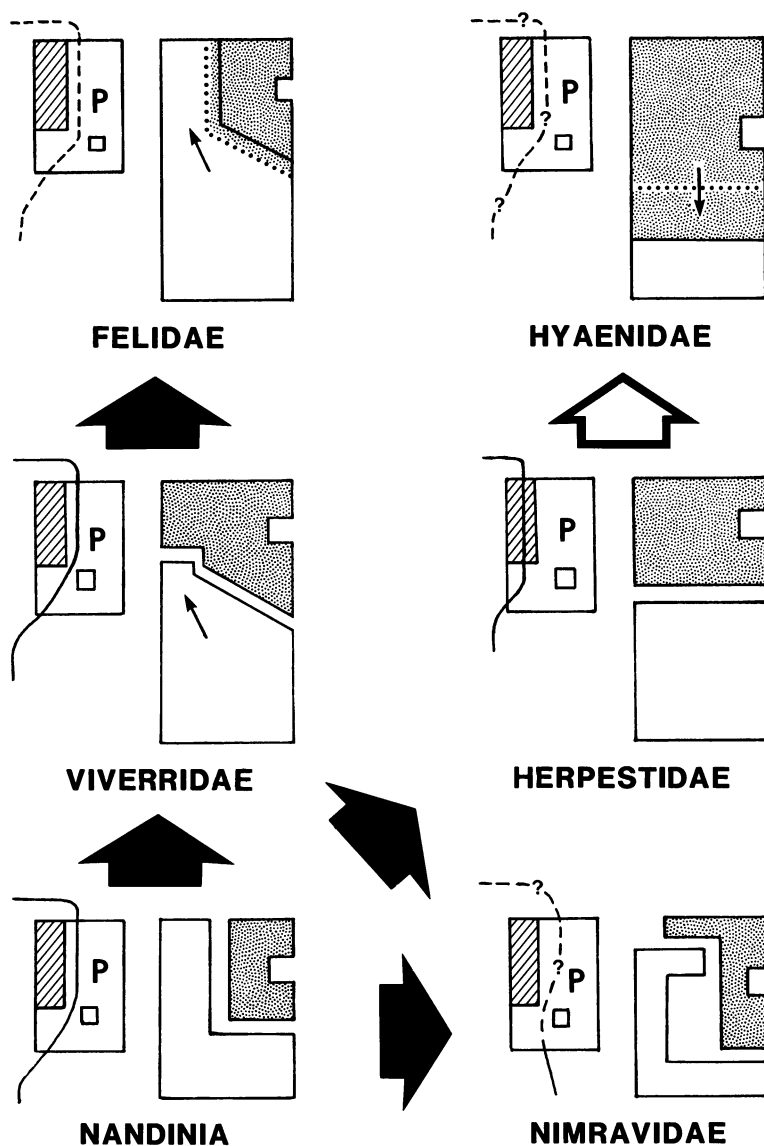 P
?
?
P
?
FELIDAE
HYAENIDAE
P
P
VIVERRIDAE
HERPESTIDAE
P
?
?
P
NANDINIA
NIMRAVIDAE